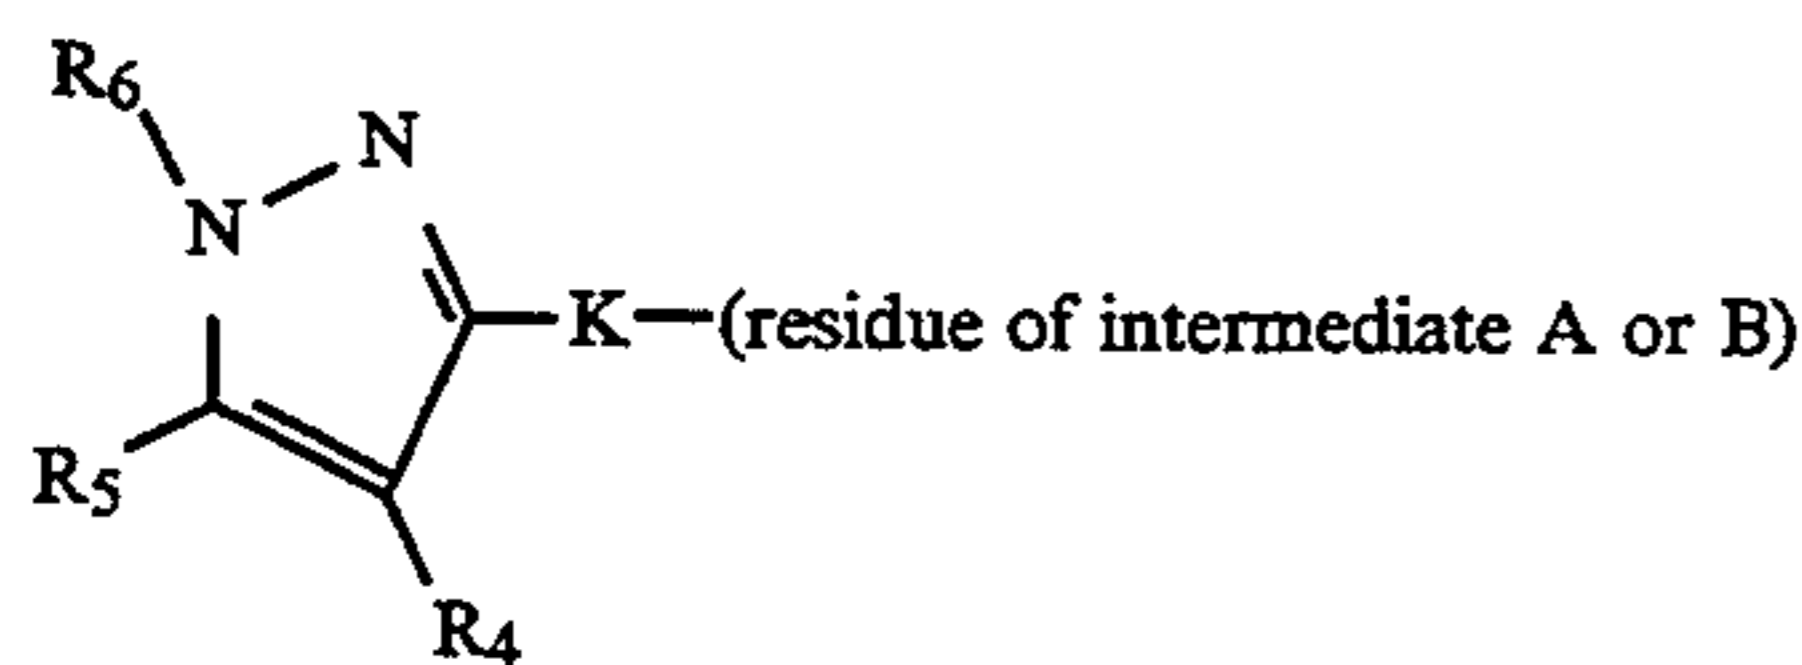 R6
N
N
K—(residue of intermediate A or B)
R5
R4